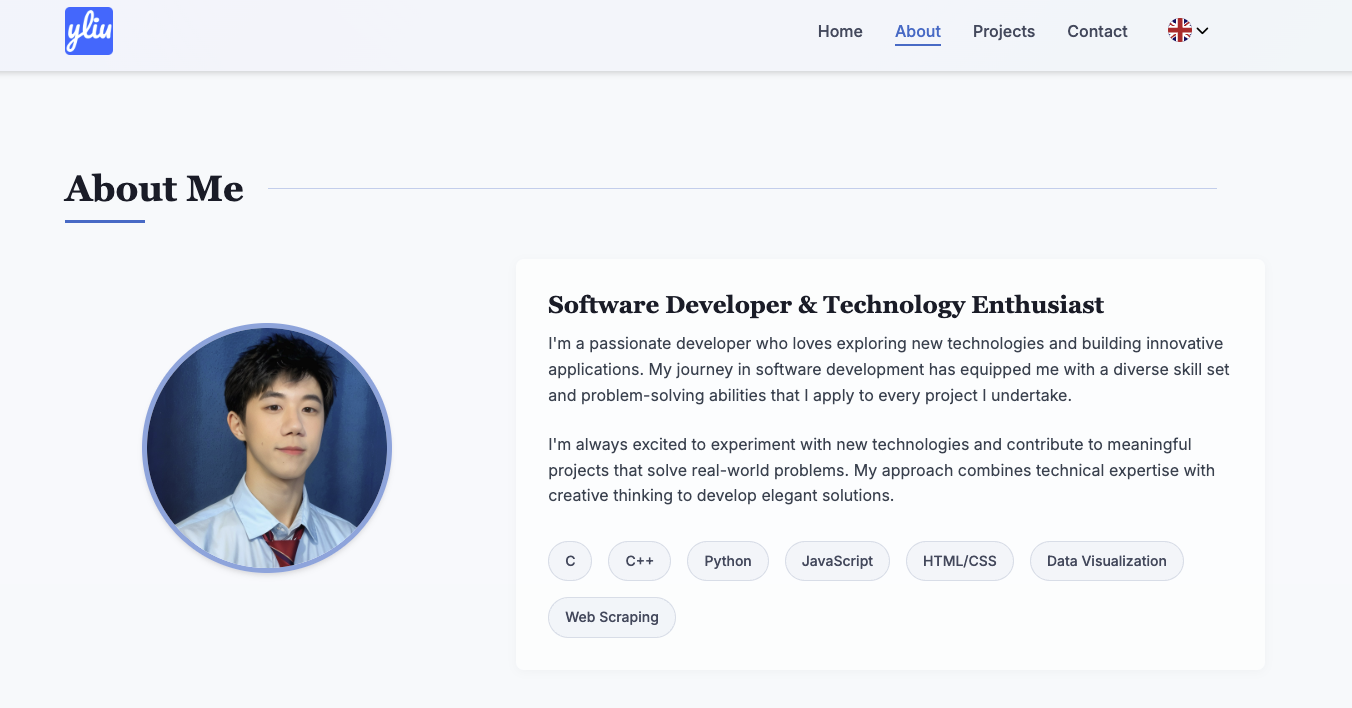 yliu
Home
About
Projects
Contact
About Me
Software Developer & Technology Enthusiast
I'm a passionate developer who loves exploring new technologies and building innovative
applications. My journey in software development has equipped me with a diverse skill set
and problem-solving abilities that I apply to every project I undertake.
I'm always excited to experiment with new technologies and contribute to meaningful
projects that solve real-world problems. My approach combines technical expertise with
creative thinking to develop elegant solutions.
C
C++
Python
JavaScript
HTML/CSS
Data Visualization
Web Scraping